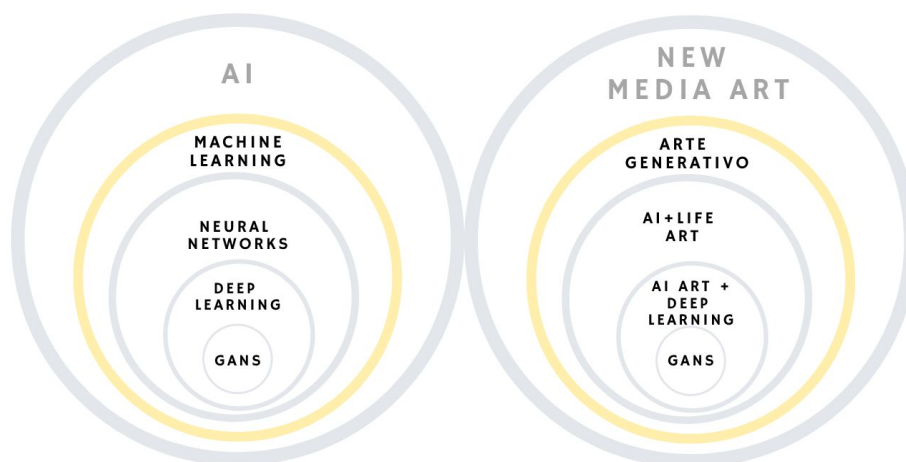 AI
MACHINE
LEARNING
NEURAL
NETWORKS
DEEP
LEARNING
GANS
NEW
MEDIA ART
ARTE
GENERATIVO
AI+LIFE
ART
AI ART +
DEEP
LEARNING
GANS